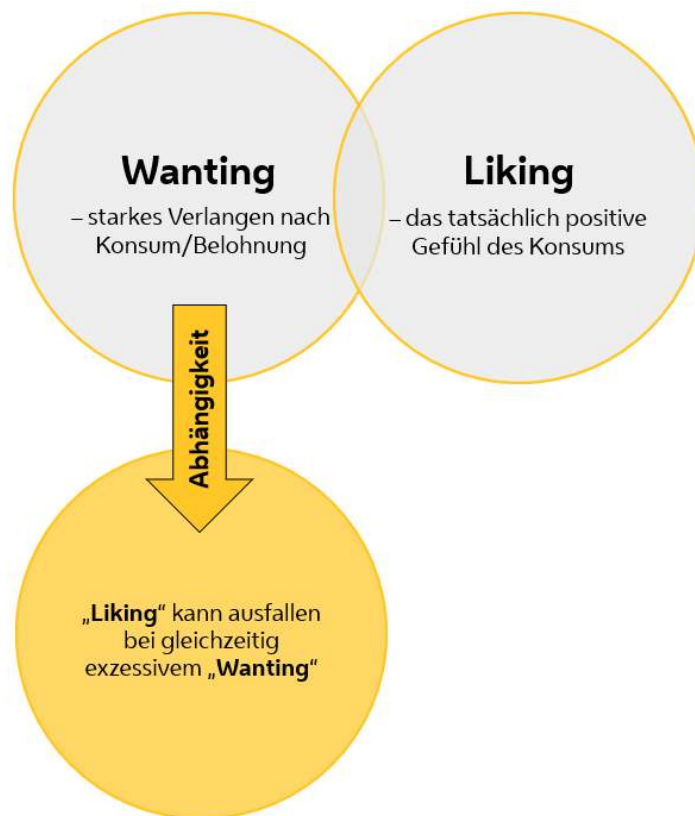 Wanting
– starkes Verlangen nach
Konsum/Belohnung
Liking
– das tatsächlich positive
Gefühl des Konsums
Abhängigkeit
„Liking“ kann ausfallen
bei gleichzeitig
exzessivem „Wanting“